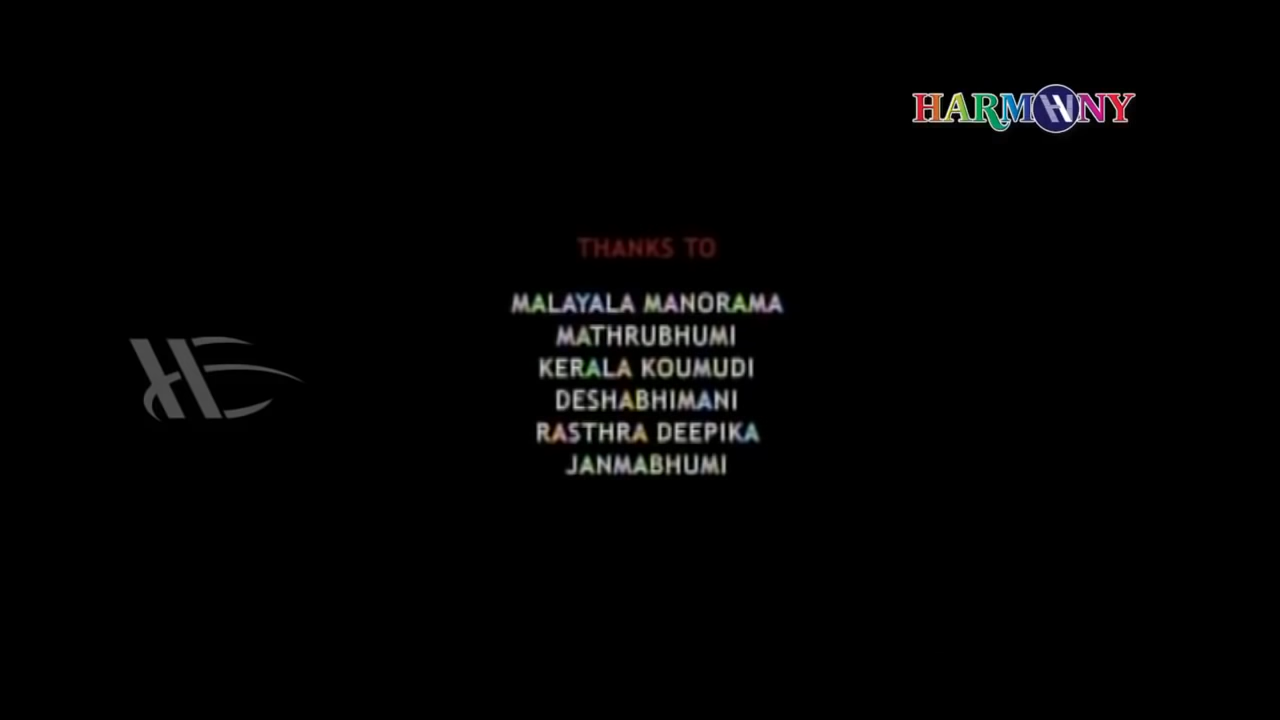 HARMONY
THANKS TO
MALAYALA MANORAMA
MATHRUBHUMI
KERALA KOUMUDI
DESHABHIMANI
RASTHRA DEEPIKA
JANMABHUMI